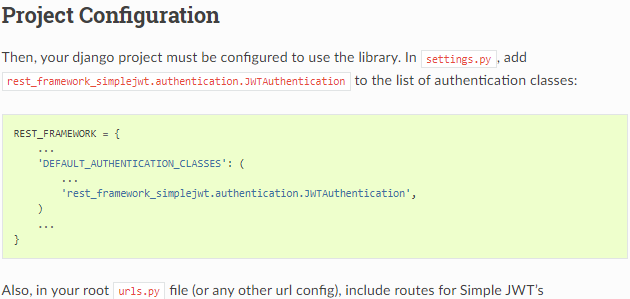 Project Configuration
Then, your django project must be configured to use the library. In settings.py, add
rest_framework_simplejwt.authentication.JWTAuthentication to the list of authentication classes:
REST_FRAMEWORK = {
    ...
    'DEFAULT_AUTHENTICATION_CLASSES': (
        ...
        'rest_framework_simplejwt.authentication.JWTAuthentication',
    )
    ...
}
Also, in your root urls.py file (or any other url config), include routes for Simple JWT’s